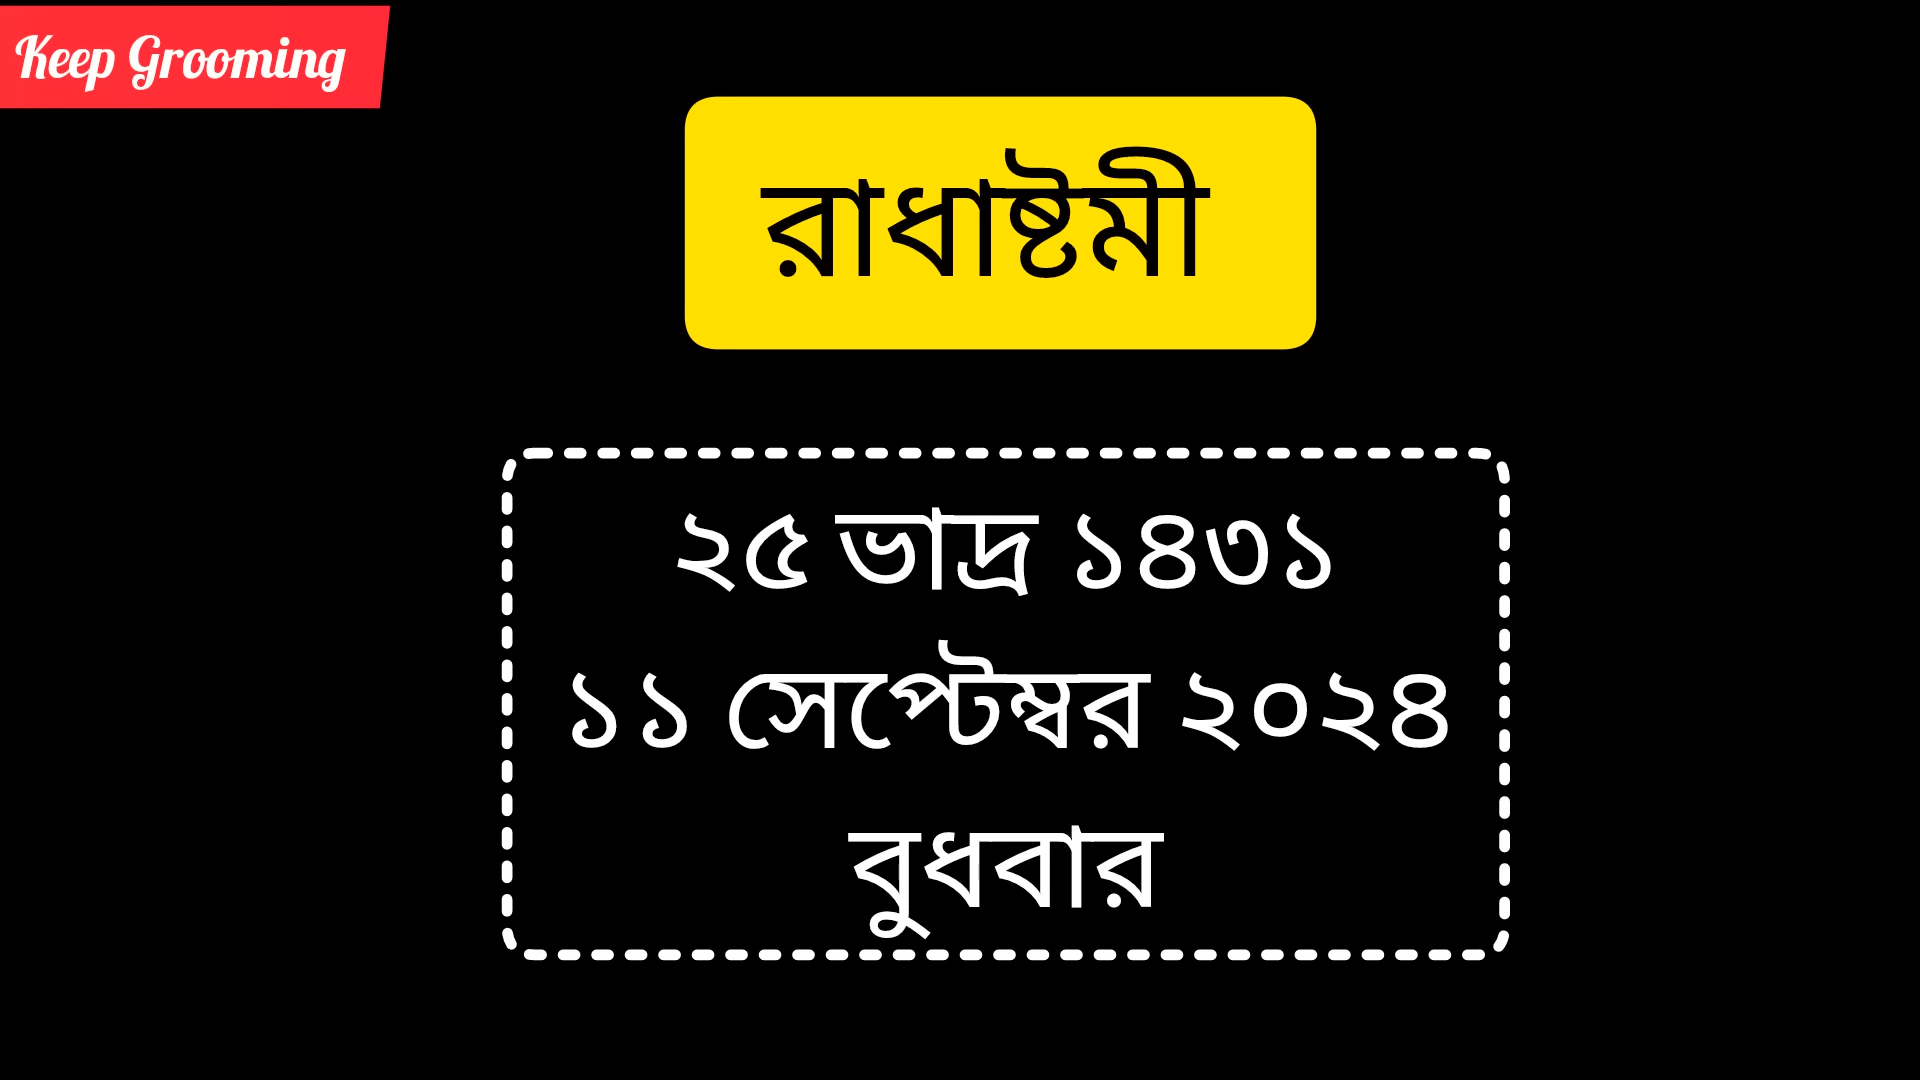 Keep Grooming
রাধাষ্টমী
২৫ ভাদ্র ১৪৩১
১১ সেপ্টেম্বর ২০২৪
বুধবার